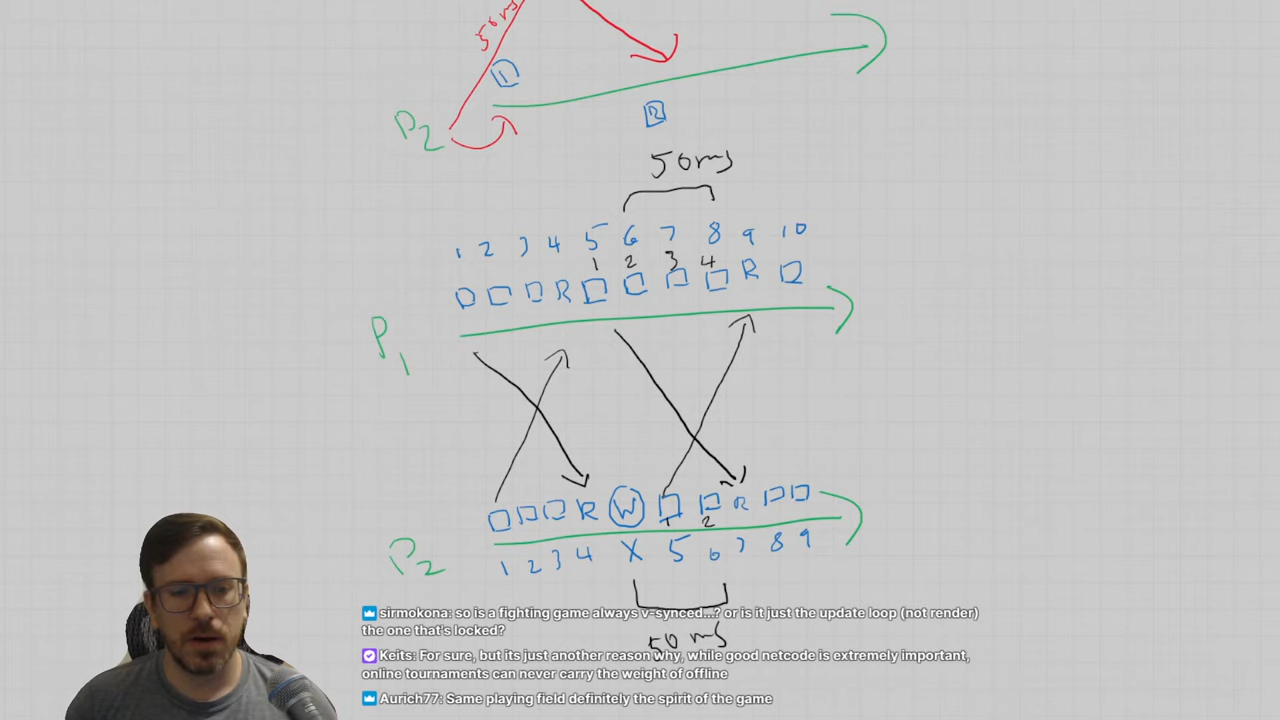 50ms
1
P2
2
50ms
1 2 3 4 5 6 7 8 9 10
1 2 3 4
R R
P1
R W R
1 2
P2
1 2 3 4 X 5 6 7 8 9
sirmokona: so is a fighting game always v-synced...? or is it just the update loop (not render)
the one that's locked?
50 ms
Keits: For sure, but its just another reason why, while good netcode is extremely important,
online tournaments can never carry the weight of offline
Aurich77: Same playing field definitely the spirit of the game